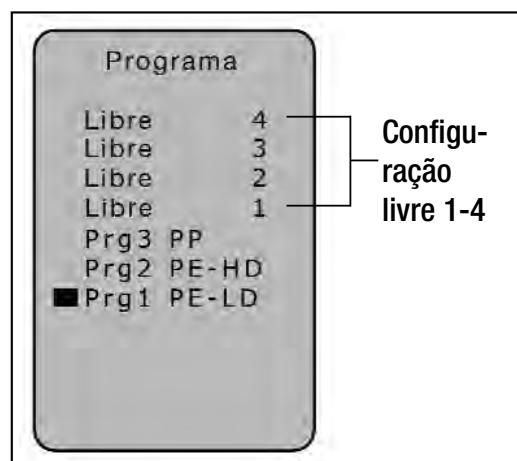 Programa
Libre 4
Libre 3
Libre 2
Libre 1
Prg3 PP
Prg2 PE-HD
Prg1 PE-LD
Configu-
ração
livre 1-4